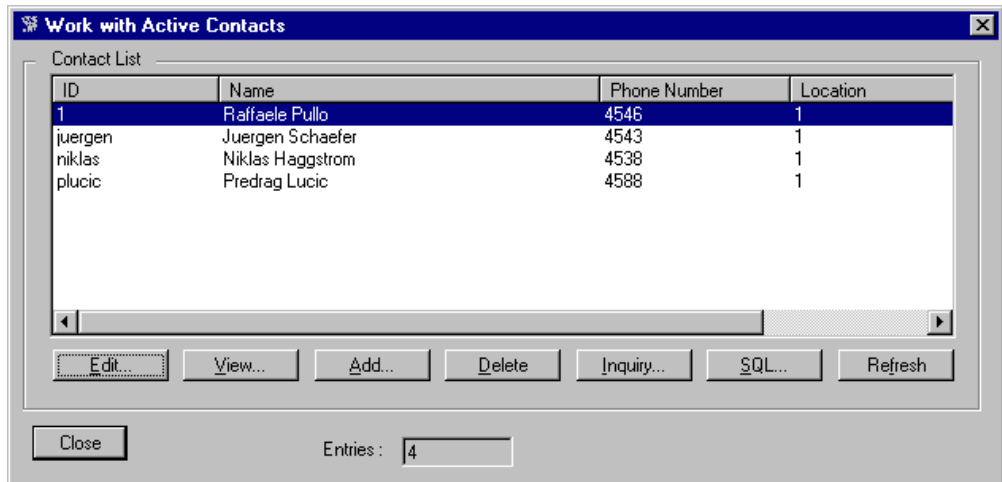 Work with Active Contacts
Contact List
ID Name Phone Number Location
1 Raffaele Pullo 4546 1
juergen Juergen Schaefer 4543 1
niklas Niklas Haggstrom 4538 1
plucic Predrag Lucic 4588 1
Edit... View... Add... Delete Inquiry... SQL... Refresh
Close Entries : 4